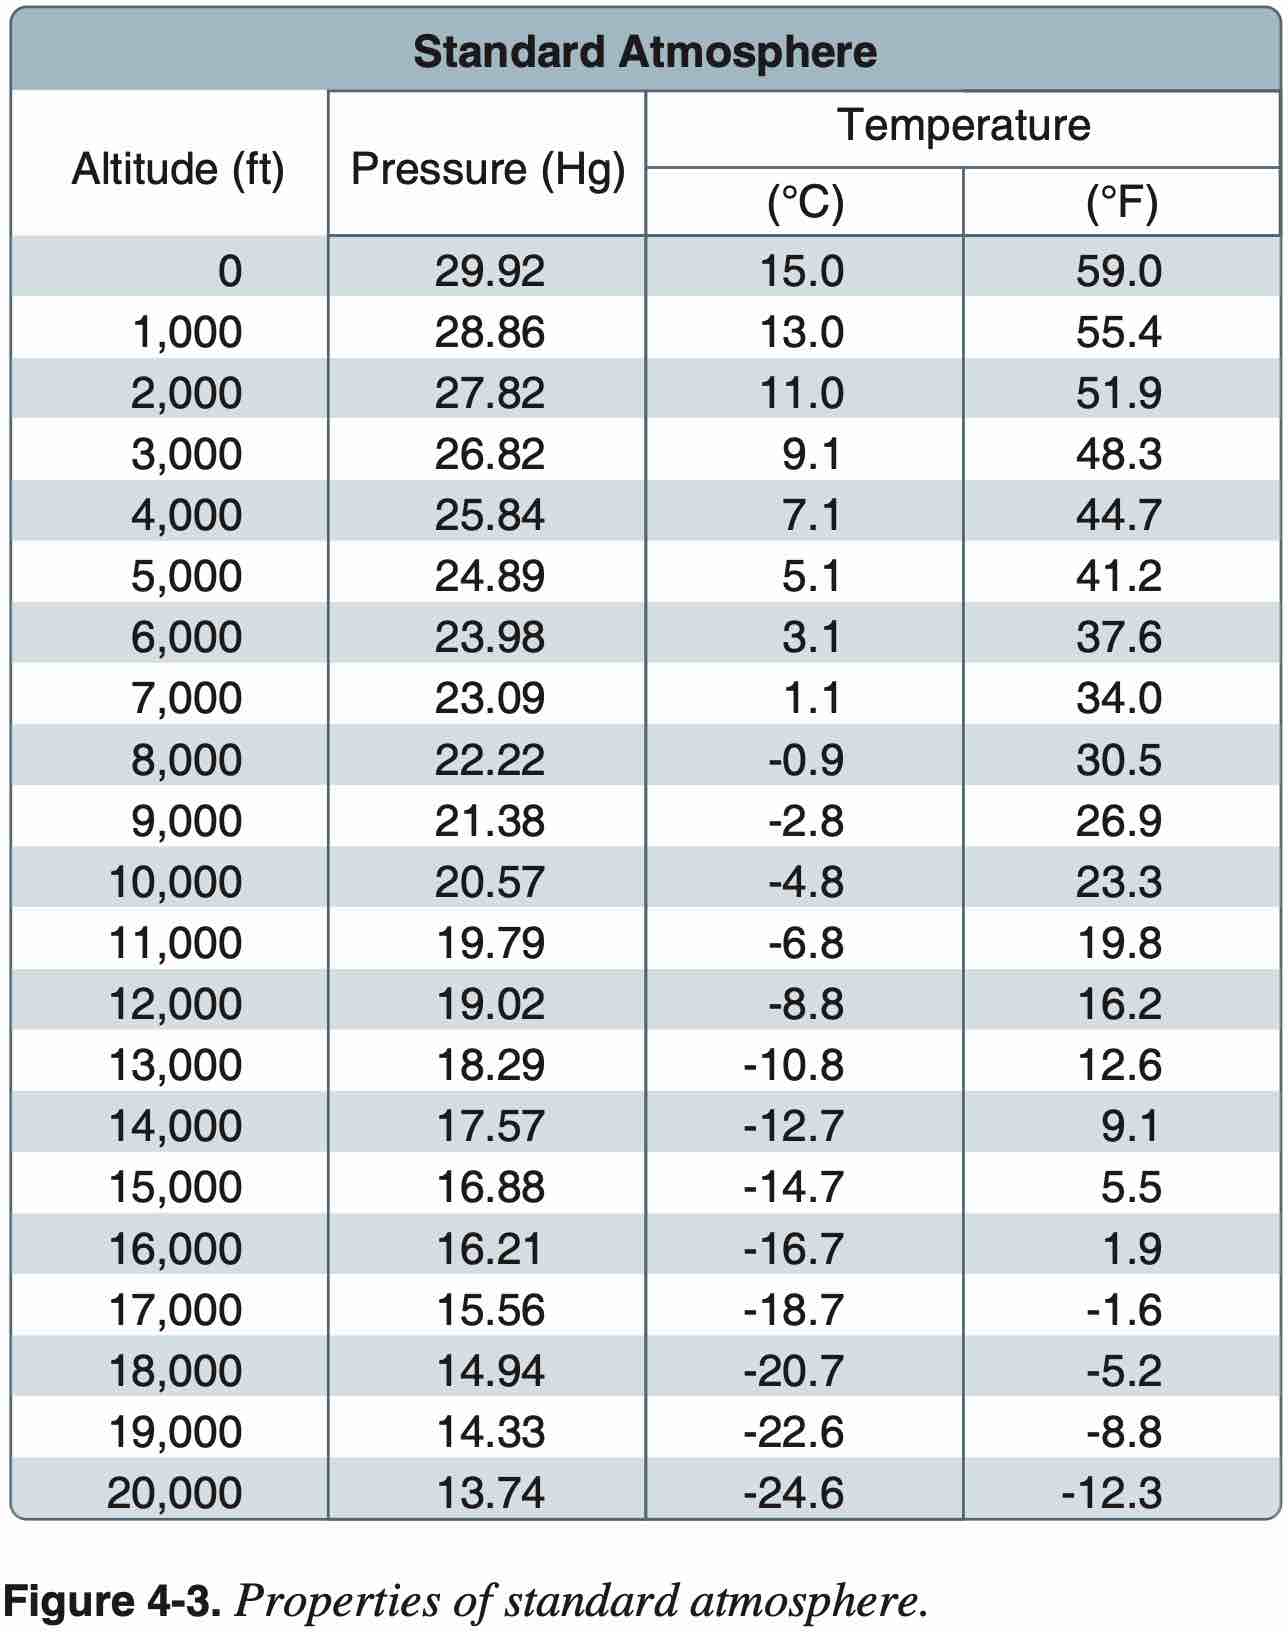 Standard Atmosphere
Altitude (ft) Pressure (Hg) Temperature
(°C) (°F)
0 29.92 15.0 59.0
1,000 28.86 13.0 55.4
2,000 27.82 11.0 51.9
3,000 26.82 9.1 48.3
4,000 25.84 7.1 44.7
5,000 24.89 5.1 41.2
6,000 23.98 3.1 37.6
7,000 23.09 1.1 34.0
8,000 22.22 -0.9 30.5
9,000 21.38 -2.8 26.9
10,000 20.57 -4.8 23.3
11,000 19.79 -6.8 19.8
12,000 19.02 -8.8 16.2
13,000 18.29 -10.8 12.6
14,000 17.57 -12.7 9.1
15,000 16.88 -14.7 5.5
16,000 16.21 -16.7 1.9
17,000 15.56 -18.7 -1.6
18,000 14.94 -20.7 -5.2
19,000 14.33 -22.6 -8.8
20,000 13.74 -24.6 -12.3
Figure 4-3. Properties of standard atmosphere.